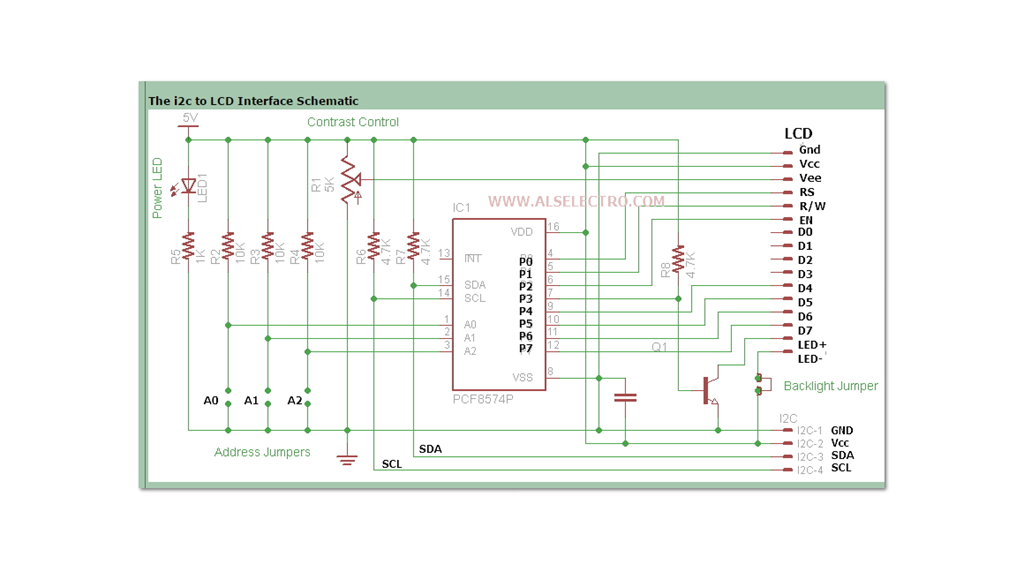 The i2c to LCD Interface Schematic
5V
Contrast Control
LCD
Gnd
Vcc
Vee
RS
R/W
EN
D0
D1
D2
D3
D4
D5
D6
D7
LED+
LED-
Power LED
LED1
R1
5K
WWW.ALSELECTRO.COM
IC1
R5
1K
R2
10K
R3
10K
R4
10K
R6
4.7K
R7
4.7K
R8
4.7K
13
INT
15
SDA
14
SCL
1
A0
2
A1
3
A2
VDD
16
P0
4
P1
5
P2
6
P3
7
P4
9
P5
10
P6
11
P7
12
VSS
8
PCF8574P
Q1
Backlight Jumper
A0
A1
A2
Address Jumpers
SDA
SCL
I2C
I2C-1 GND
I2C-2 Vcc
I2C-3 SDA
I2C-4 SCL